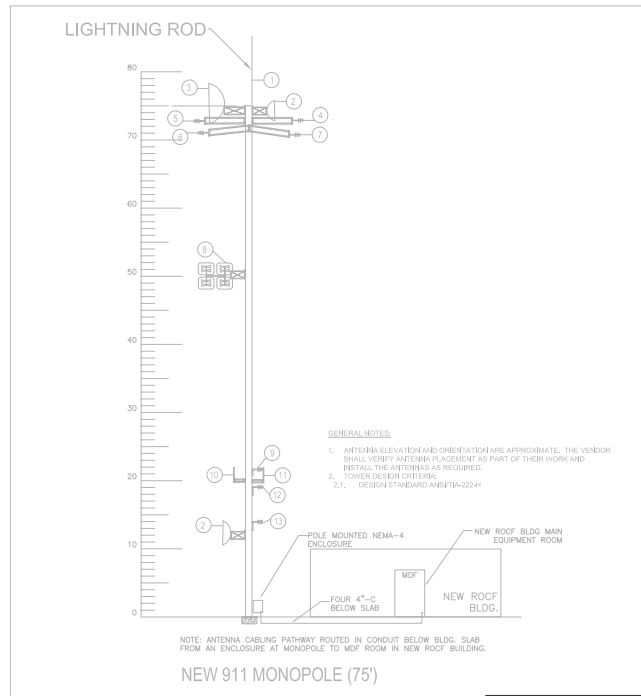 LIGHTNING ROD
80
3
1
2
5
4
70
6
7
60
8
50
40
30
GENERAL NOTES:
1. ANTENNA ELEVATION AND ORIENTATION ARE APPROXIMATE. THE VENDOR
SHALL VERIFY ANTENNA PLACEMENT AS PART OF THEIR WORK AND
INSTALL THE ANTENNAS AS REQUIRED.
2. TOWER DESIGN CRITERIA:
2.1. DESIGN STANDARD ANSI/TIA-222-H
9
20
10
11
12
2
13
10
POLE MOUNTED NEMA-4
ENCLOSURE
NEW ROCF BLDG MAIN
EQUIPMENT ROOM
MDF
NEW ROCF
BLDG.
FOUR 4"-C
BELOW SLAB
0
NOTE: ANTENNA CABLING PATHWAY ROUTED IN CONDUIT BELOW BLDG. SLAB
FROM AN ENCLOSURE AT MONOPOLE TO MDF ROOM IN NEW ROCF BUILDING.
NEW 911 MONOPOLE (75')